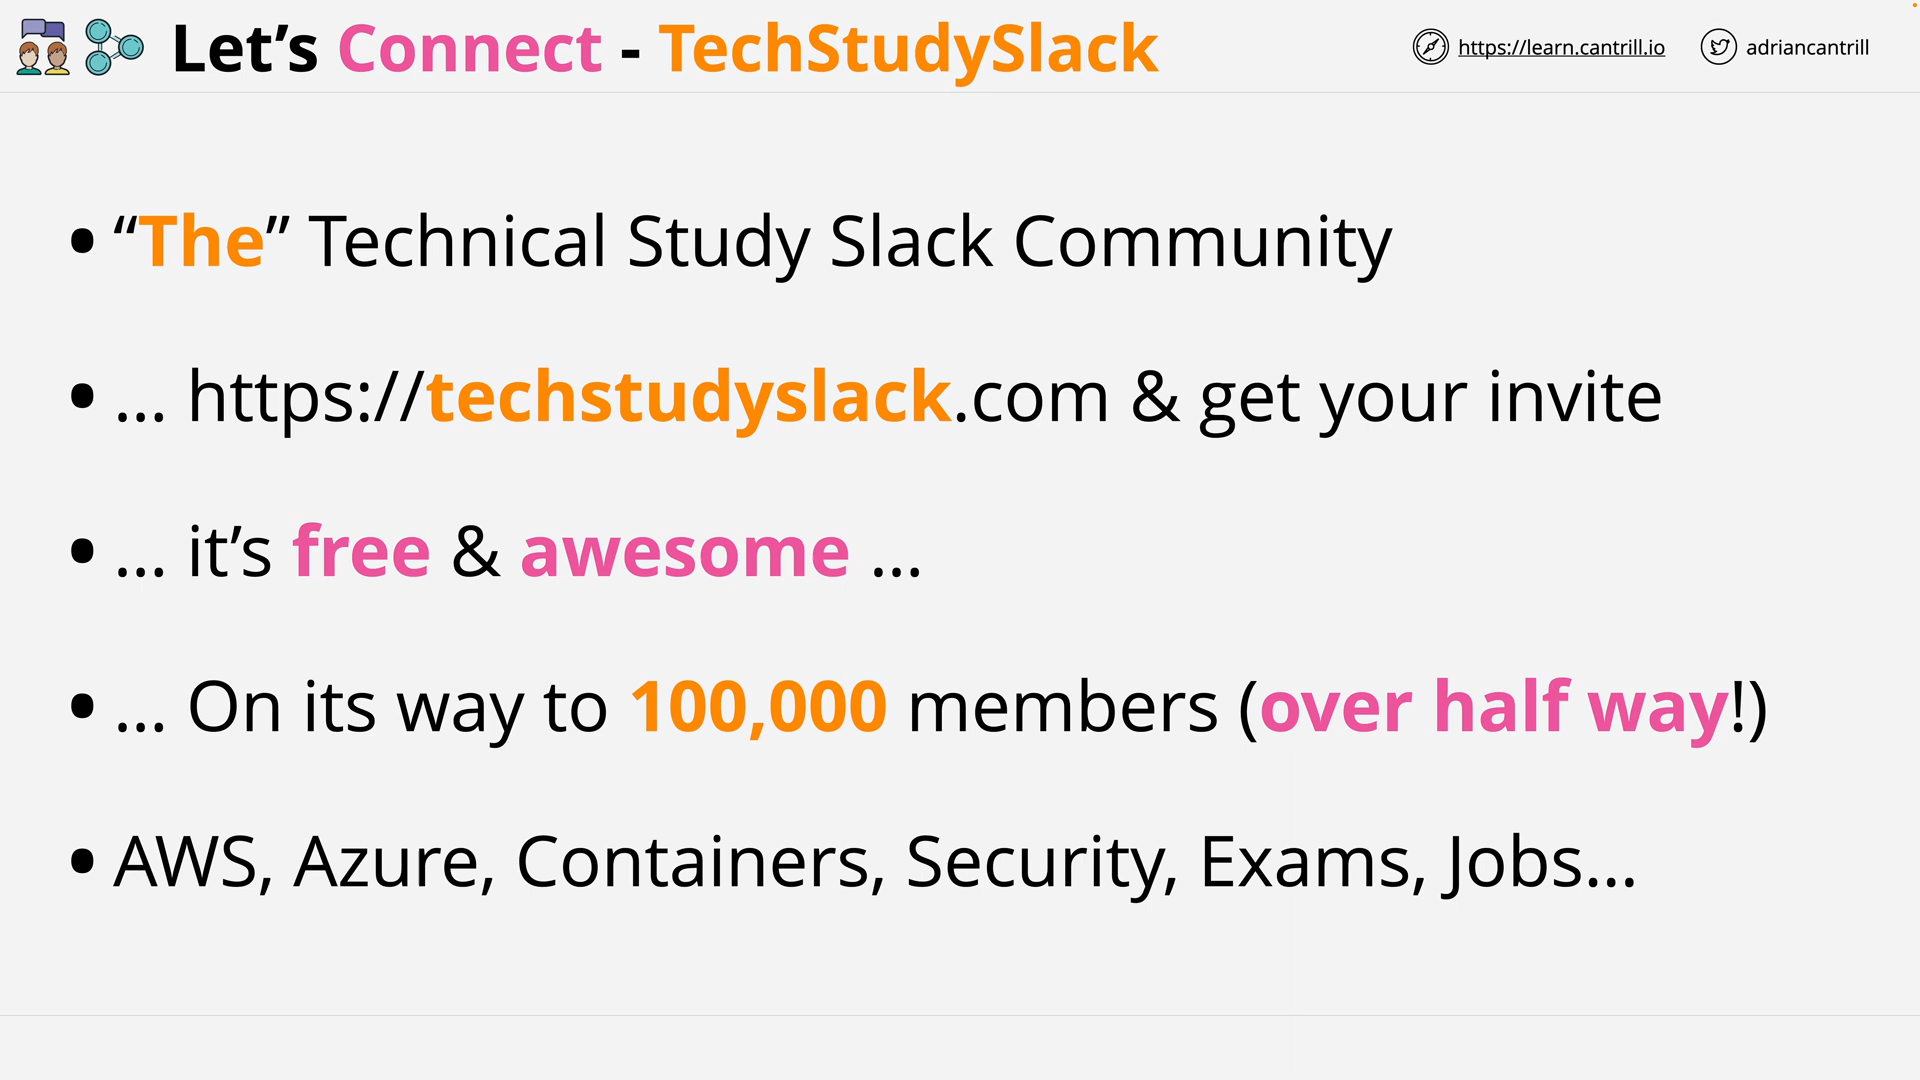 Let’s Connect - TechStudySlack
https://learn.cantrill.io
adriancantrill
• “The” Technical Study Slack Community
• ... https://techstudyslack.com & get your invite
• ... it’s free & awesome ...
• ... On its way to 100,000 members (over half way!)
• AWS, Azure, Containers, Security, Exams, Jobs...